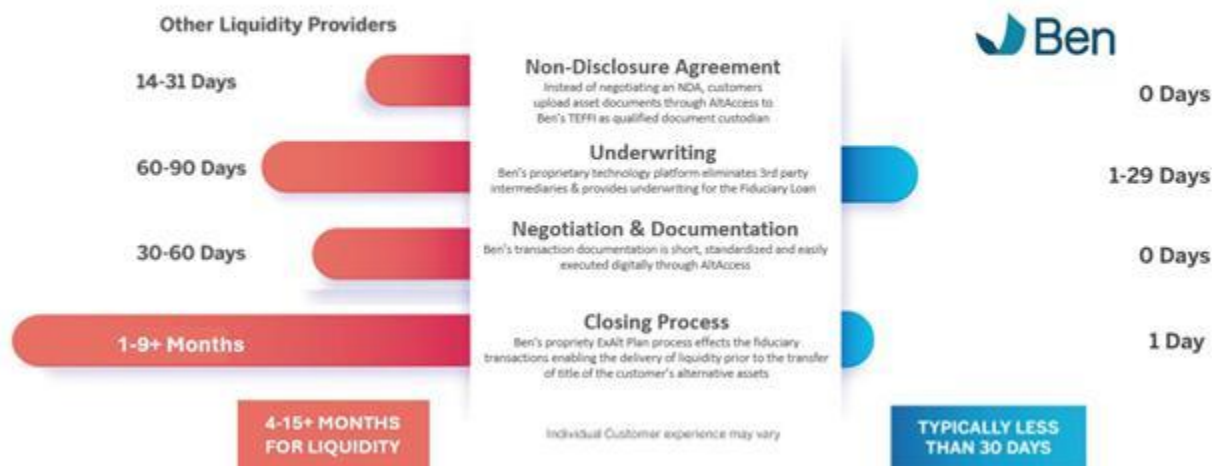 Other Liquidity Providers
Ben
14-31 Days
Non-Disclosure Agreement
Instead of negotiating an NDA, customers
upload asset documents through AltAccess to
Ben's TEFFI as qualified document custodian
0 Days
60-90 Days
Underwriting
Ben's proprietary technology platform eliminates 3rd party
intermediaries & provides underwriting for the Fiduciary Loan
1-29 Days
30-60 Days
Negotiation & Documentation
Ben's transaction documentation is short, standardized and easily
executed digitally through AltAccess
0 Days
1-9+ Months
Closing Process
Ben's propriety ExAlt Plan process effects the fiduciary
transactions enabling the delivery of liquidity prior to the transfer
of title of the customer's alternative assets
1 Day
4-15+ MONTHS
FOR LIQUIDITY
Individual Customer experience may vary
TYPICALLY LESS
THAN 30 DAYS